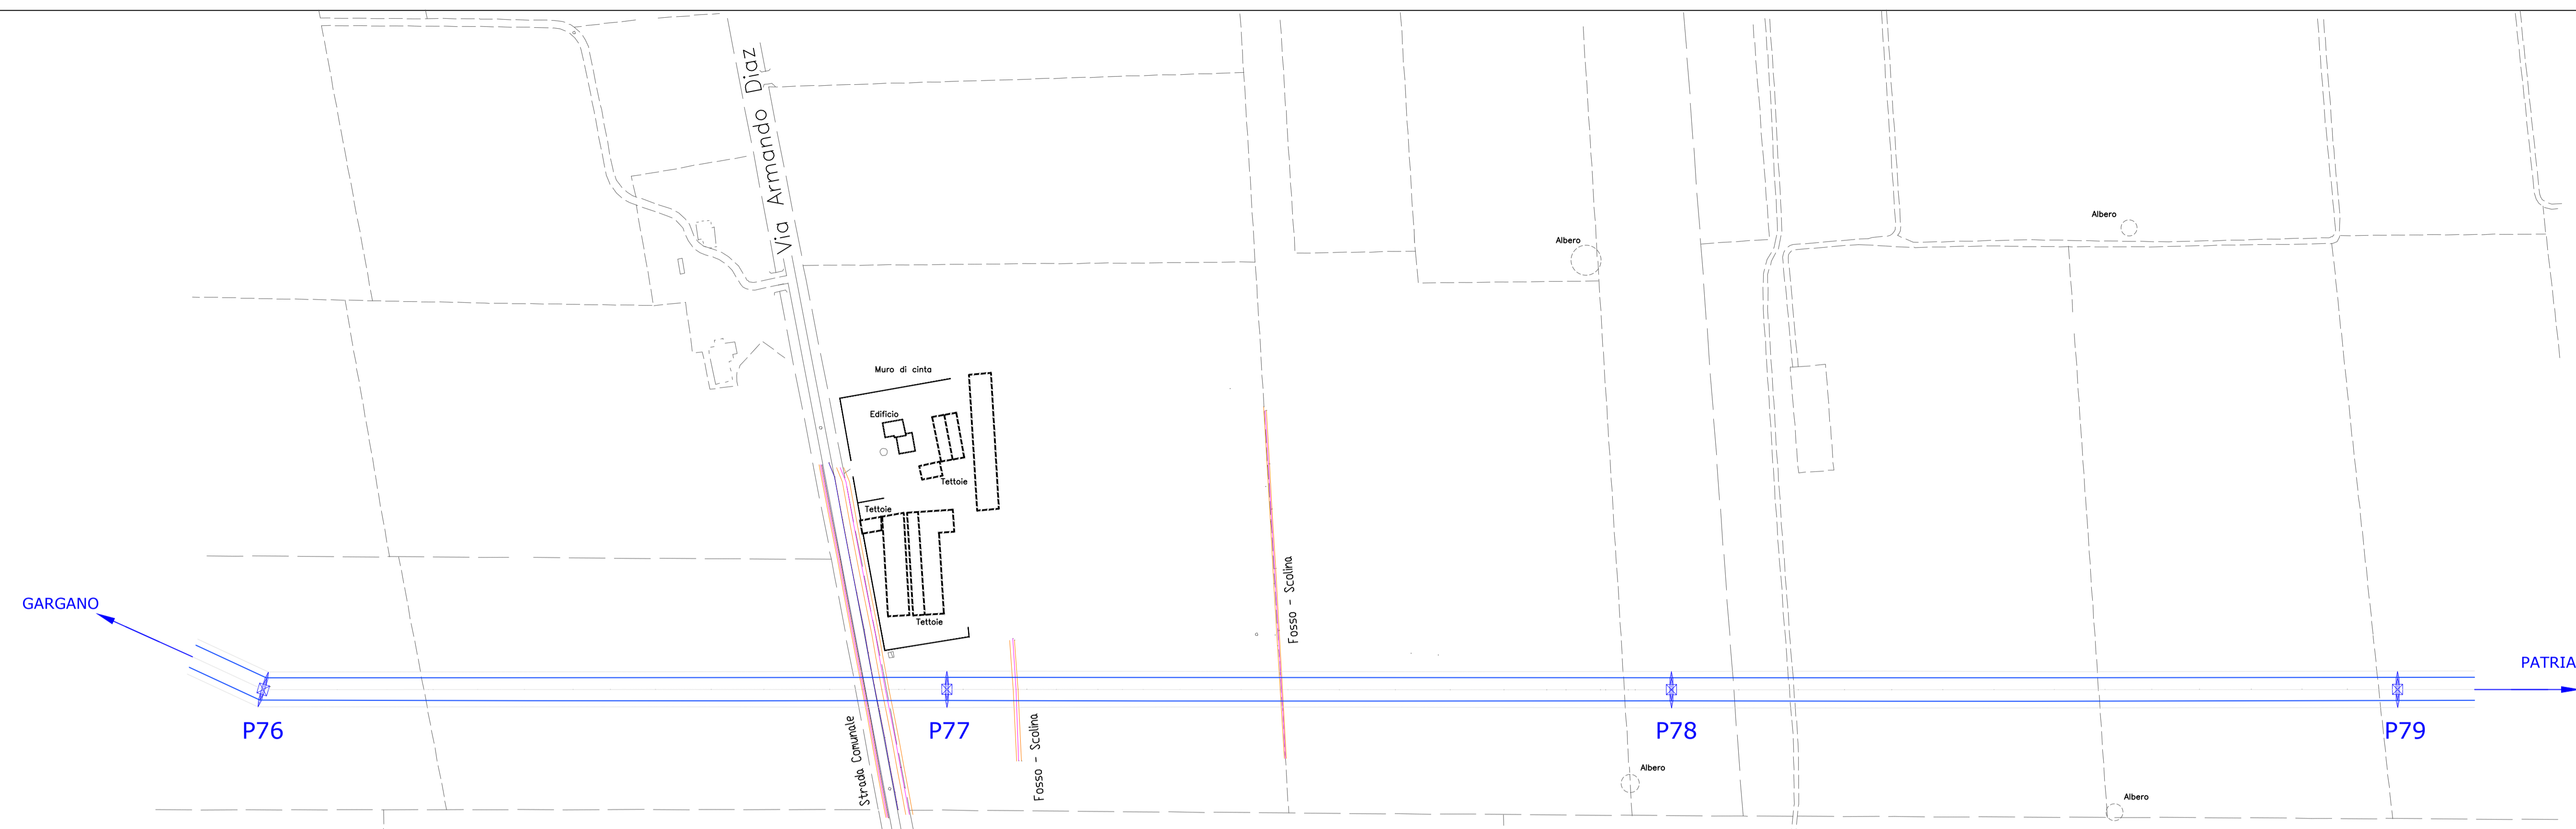 Via Armando Diaz
Albero
Albero
Muro di cinta
Edificio
Tettoie
Tettoie
Fosso - Scolina
GARGANO
Tettoie
PATRIA
P76
Strada Comunale
P77
Fosso - Scolina
P78
P79
Albero
Albero